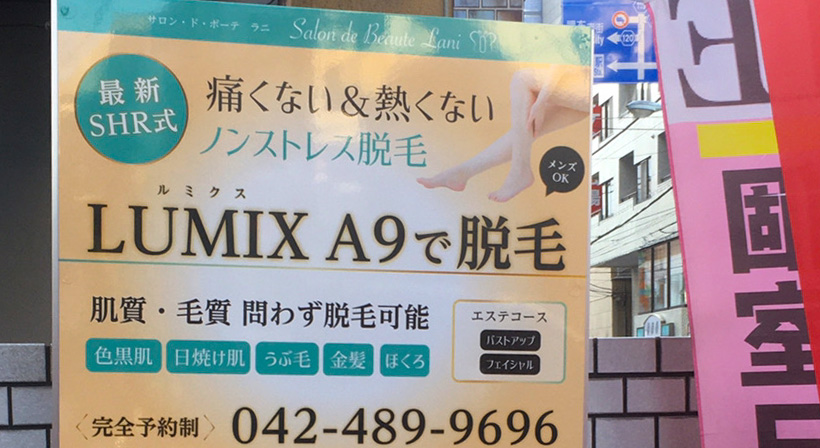 サロン・ド・ボーテ ラニ Salon de Beaute Lani
最新
SHR式
痛くない&熱くない
ノンストレス脱毛
メンズ
OK
ルミクス
LUMIX A9で脱毛
肌質・毛質 問わず脱毛可能
色黒肌 日焼け肌 うぶ毛 金髪 ほくろ
エステコース
バストアップ
フェイシャル
〈完全予約制〉 042-489-9696
個室